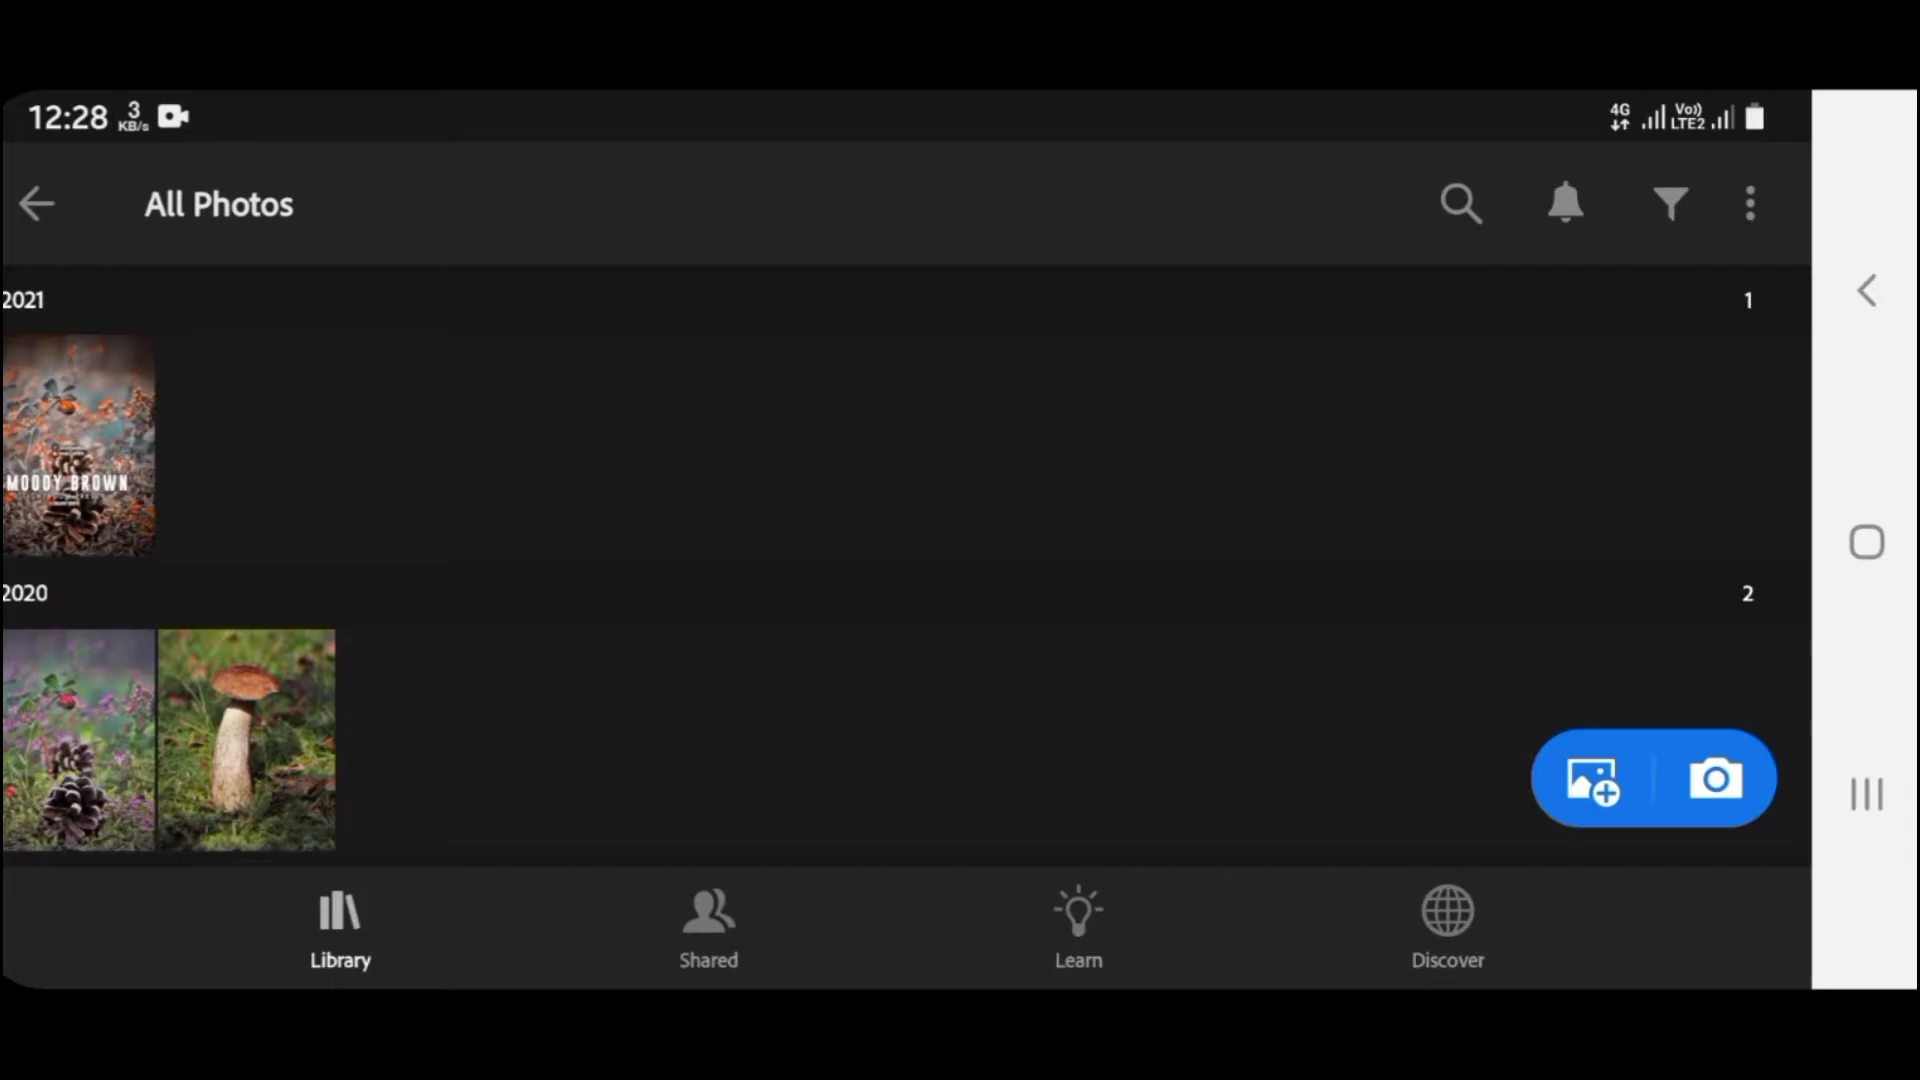 12:28 3 KB/s 4G Vo)) LTE2
All Photos
2021 1
MOODY BROWN
2020 2
Library Shared Learn Discover